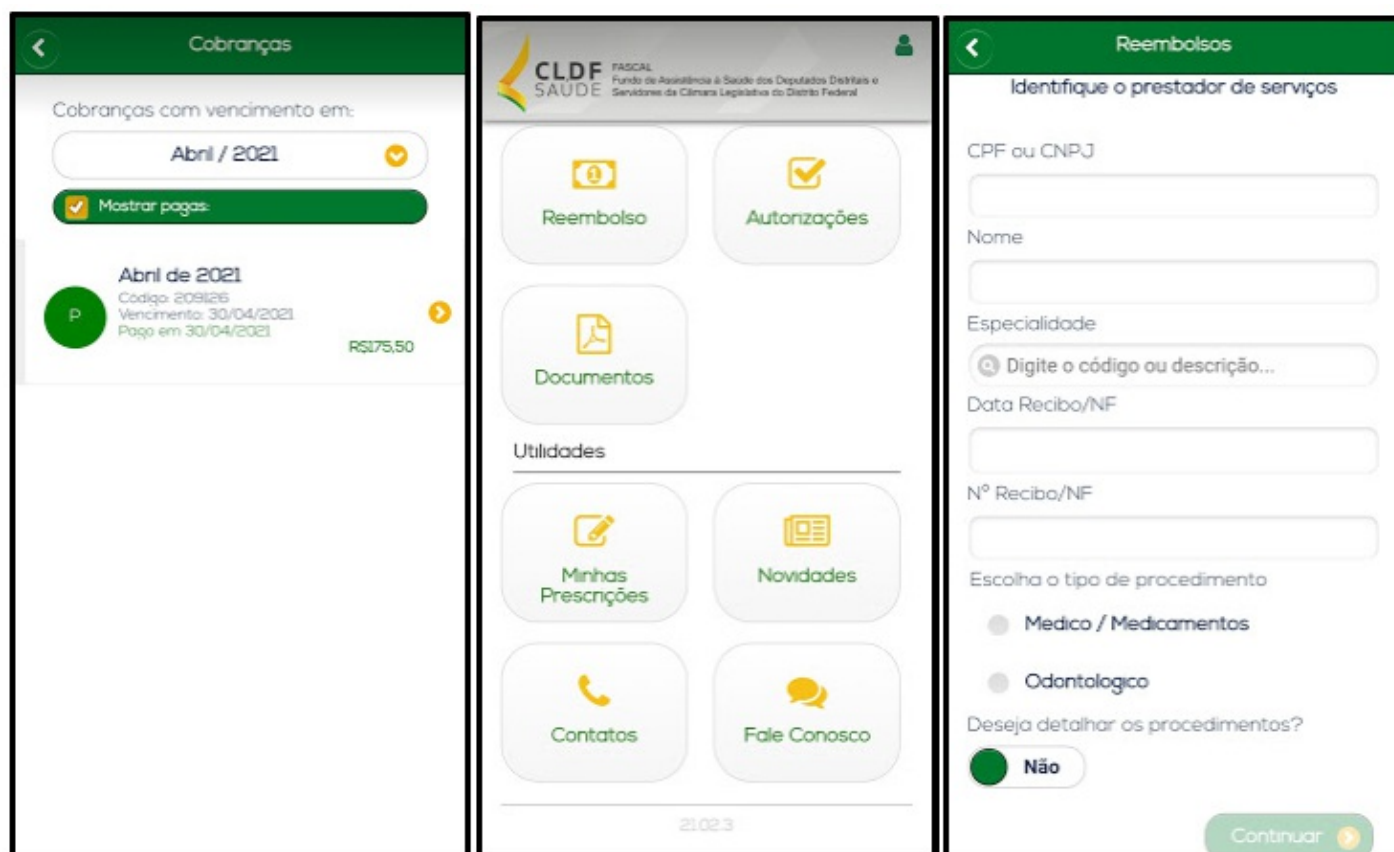 Cobranças
Cobranças com vencimento em:
Abril / 2021
Mostrar pagas:
P
Abril de 2021
Código: 209126
Vencimento: 30/04/2021
Pago em 30/04/2021
R$175,50
CLDF
SAÚDE
FASCAL
Fundo de Assistência à Saúde dos Deputados Distritais e
Servidores da Câmara Legislativa do Distrito Federal
Reembolso
Autorizações
Documentos
Utilidades
Minhas
Prescrições
Novidades
Contatos
Fale Conosco
21.02.3
Reembolsos
Identifique o prestador de serviços
CPF ou CNPJ
Nome
Especialidade
Digite o código ou descrição...
Data Recibo/NF
Nº Recibo/NF
Escolha o tipo de procedimento
Medico / Medicamentos
Odontologico
Deseja detalhar os procedimentos?
Não
Continuar